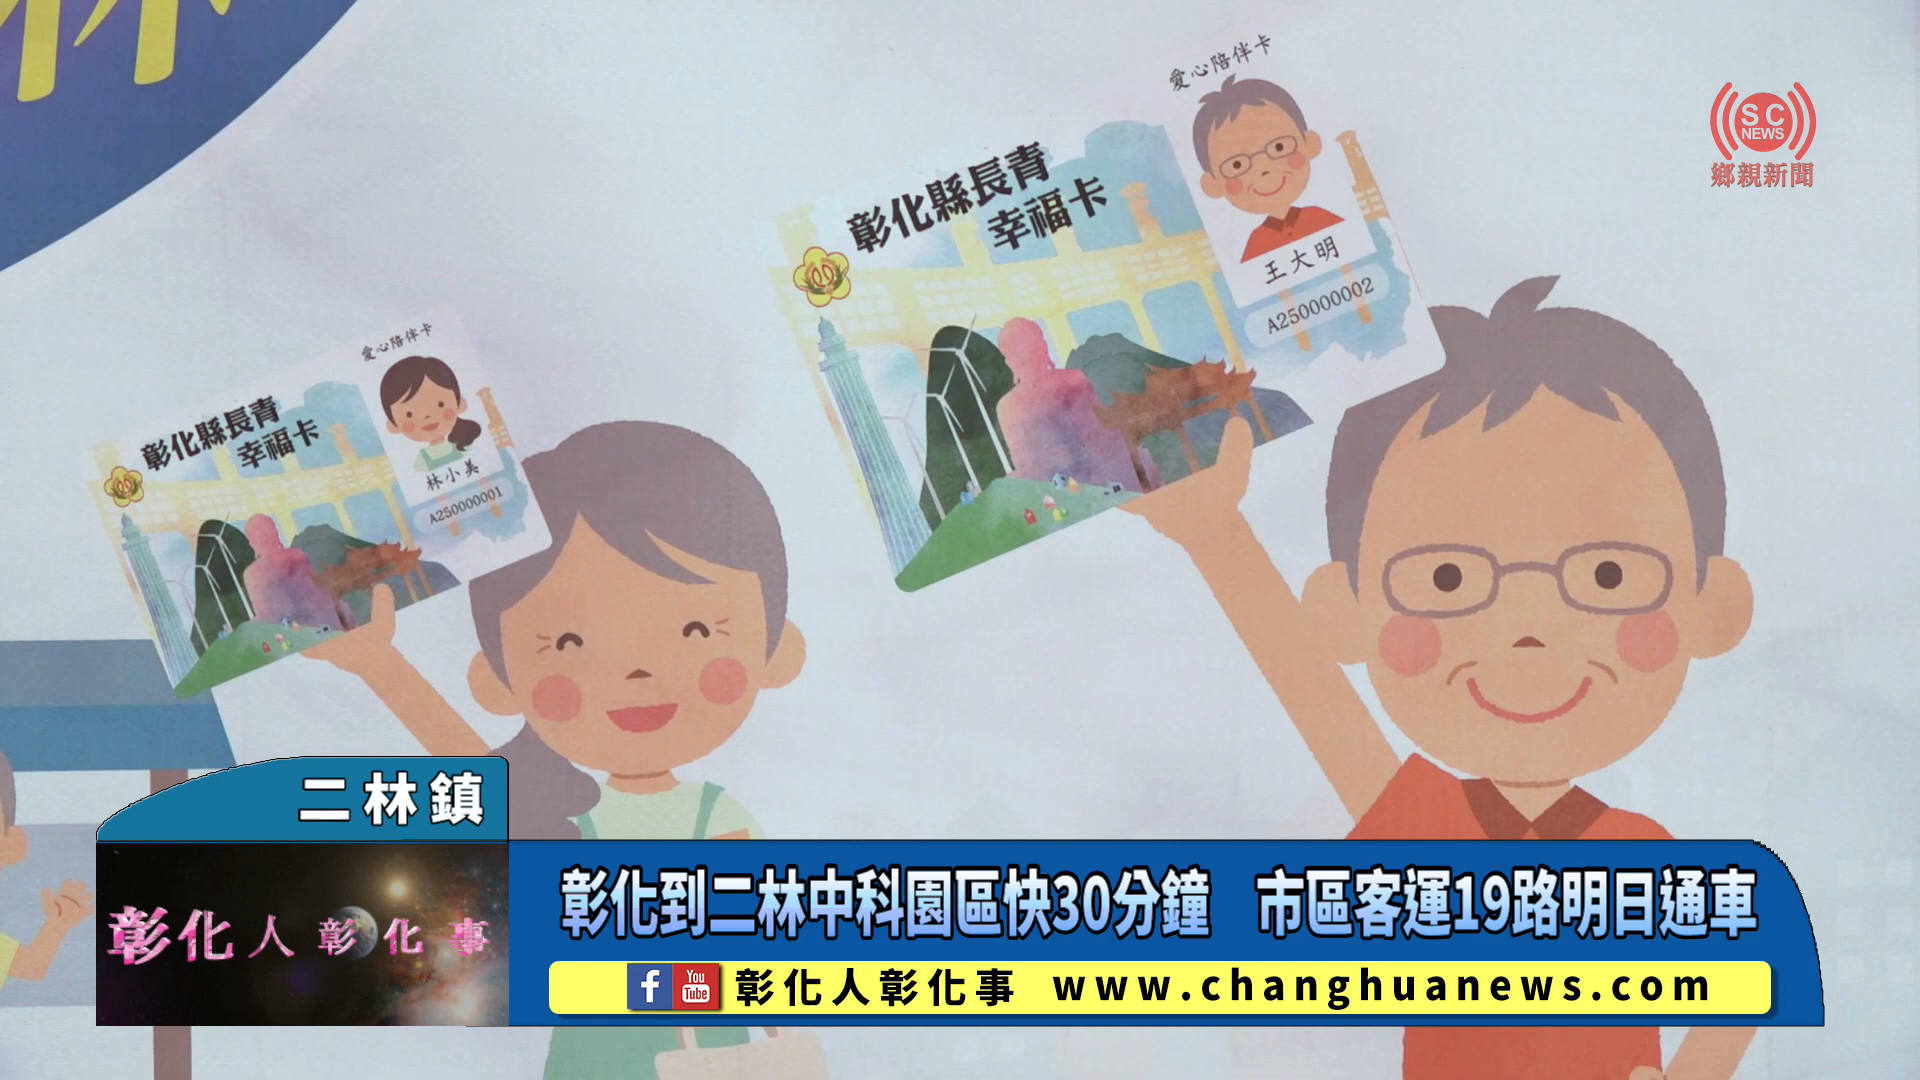 林
SC
NEWS
鄉親新聞
愛心陪伴卡
彰化縣長青
幸福卡
王大明
A250000002
愛心陪伴卡
彰化縣長青
幸福卡
林小美
A250000001
二林鎮
彰化人彰化事
彰化到二林中科園區快30分鐘 市區客運19路明日通車
f You Tube 彰化人彰化事 www.changhuanews.com